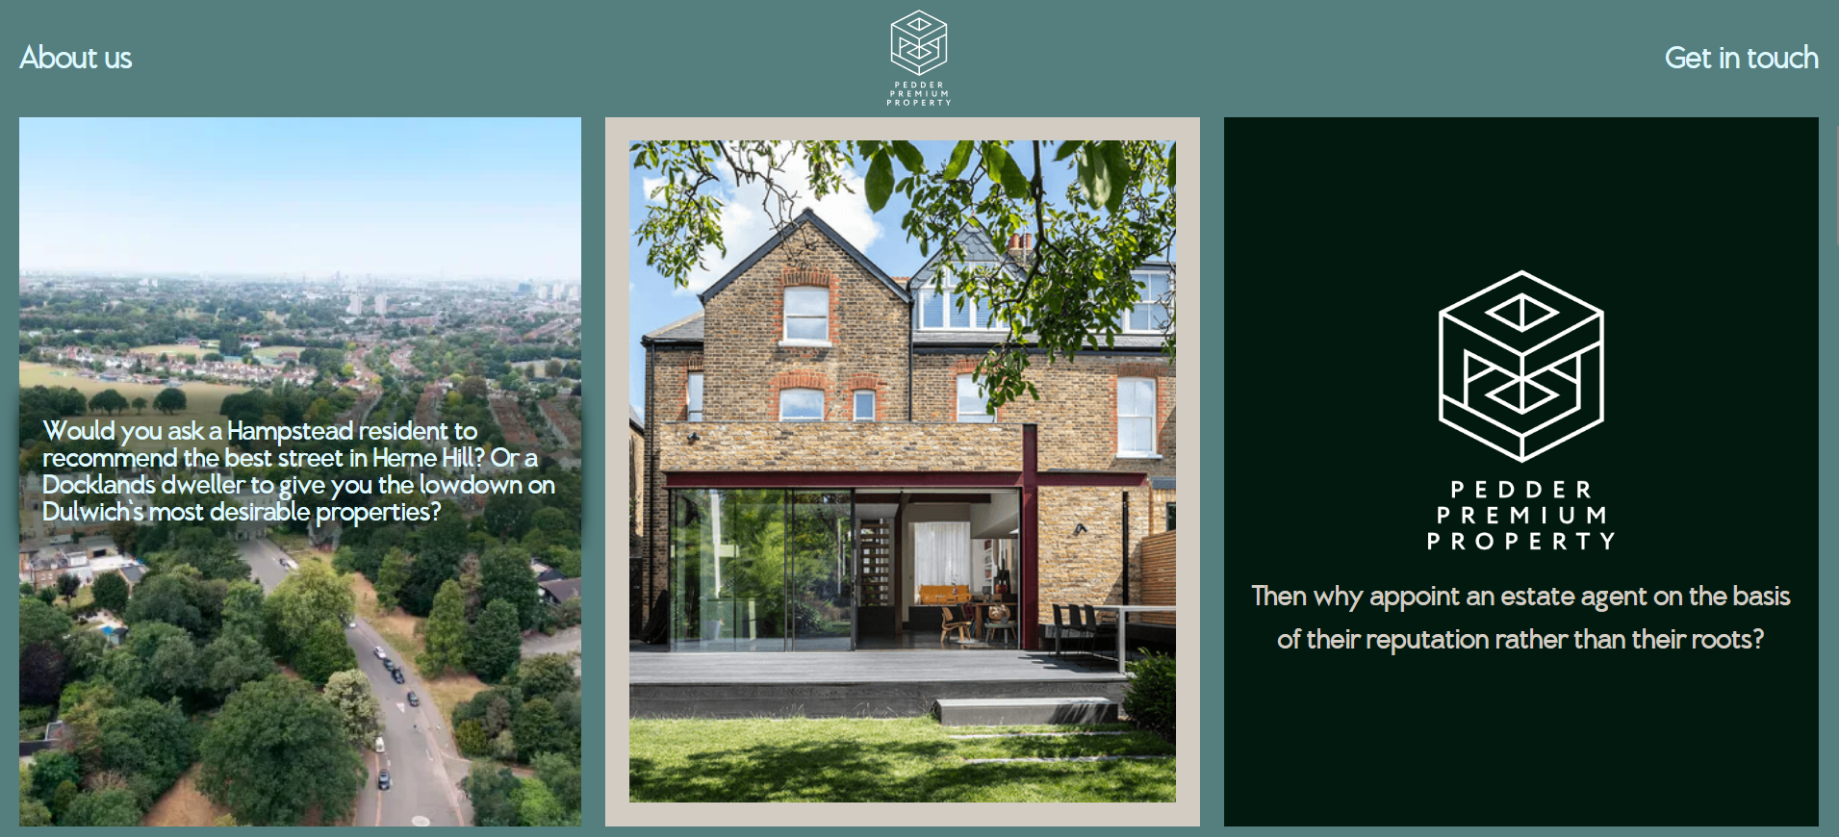 About us
PEDDER
PREMIUM
PROPERTY
Get in touch
Would you ask a Hampstead resident to
recommend the best street in Herne Hill? Or a
Docklands dweller to give you the lowdown on
Dulwich`s most desirable properties?
PEDDER
PREMIUM
PROPERTY
Then why appoint an estate agent on the basis
of their reputation rather than their roots?